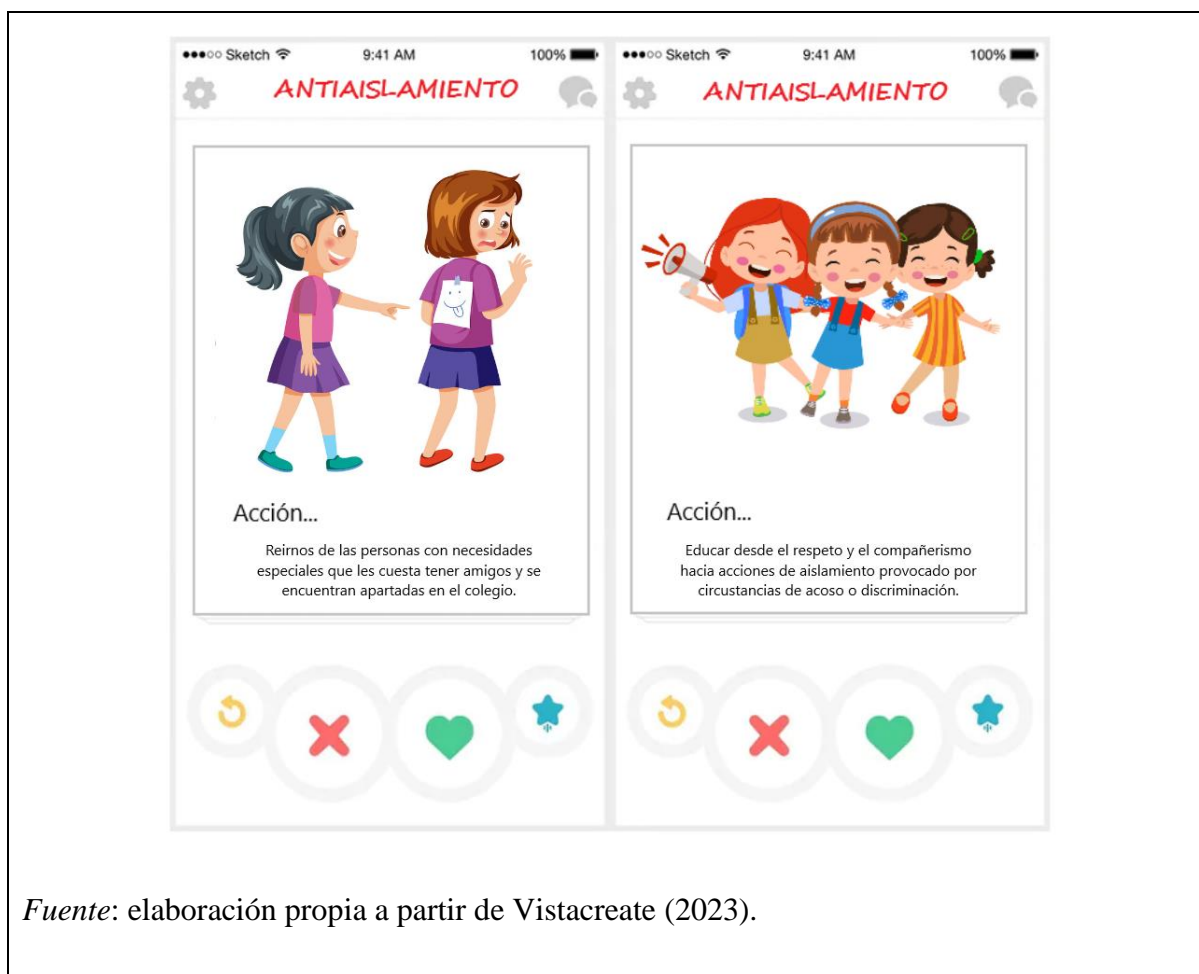 ●●●○○ Sketch 9:41 AM 100%
ANTIAISLAMIENTO
Acción...
Reirnos de las personas con necesidades
especiales que les cuesta tener amigos y se
encuentran apartadas en el colegio.
●●●○○ Sketch 9:41 AM 100%
ANTIAISLAMIENTO
Acción...
Educar desde el respeto y el compañerismo
hacia acciones de aislamiento provocado por
circustancias de acoso o discriminación.
Fuente: elaboración propia a partir de Vistacreate (2023).